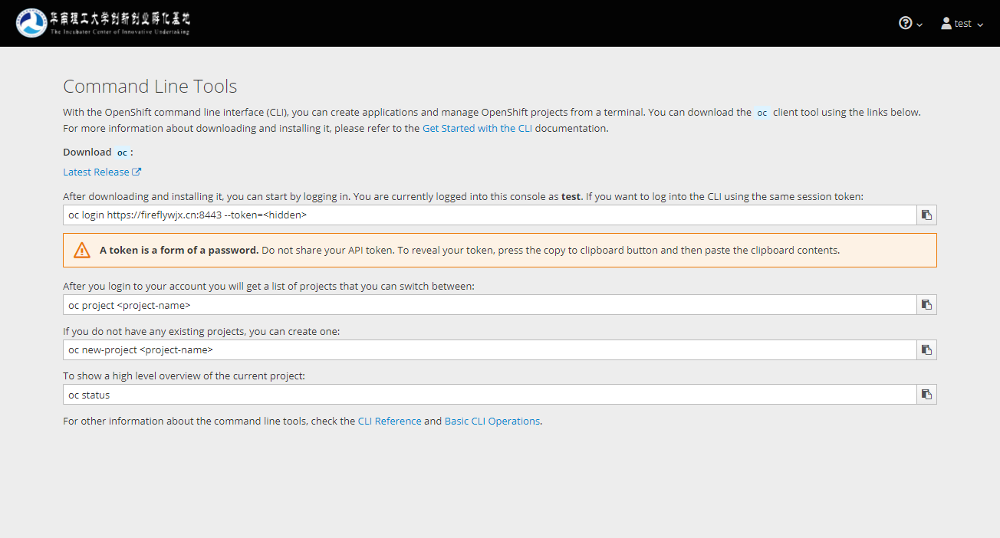 华南理工大学创新创业孵化基地
The Incubator Center of Innovative Undertaking
test
Command Line Tools
With the OpenShift command line interface (CLI), you can create applications and manage OpenShift projects from a terminal. You can download the oc client tool using the links below.
For more information about downloading and installing it, please refer to the Get Started with the CLI documentation.
Download oc :
Latest Release
After downloading and installing it, you can start by logging in. You are currently logged into this console as test. If you want to log into the CLI using the same session token:
oc login https://fireflywjx.cn:8443 --token=<hidden>
A token is a form of a password. Do not share your API token. To reveal your token, press the copy to clipboard button and then paste the clipboard contents.
After you login to your account you will get a list of projects that you can switch between:
oc project <project-name>
If you do not have any existing projects, you can create one:
oc new-project <project-name>
To show a high level overview of the current project:
oc status
For other information about the command line tools, check the CLI Reference and Basic CLI Operations.